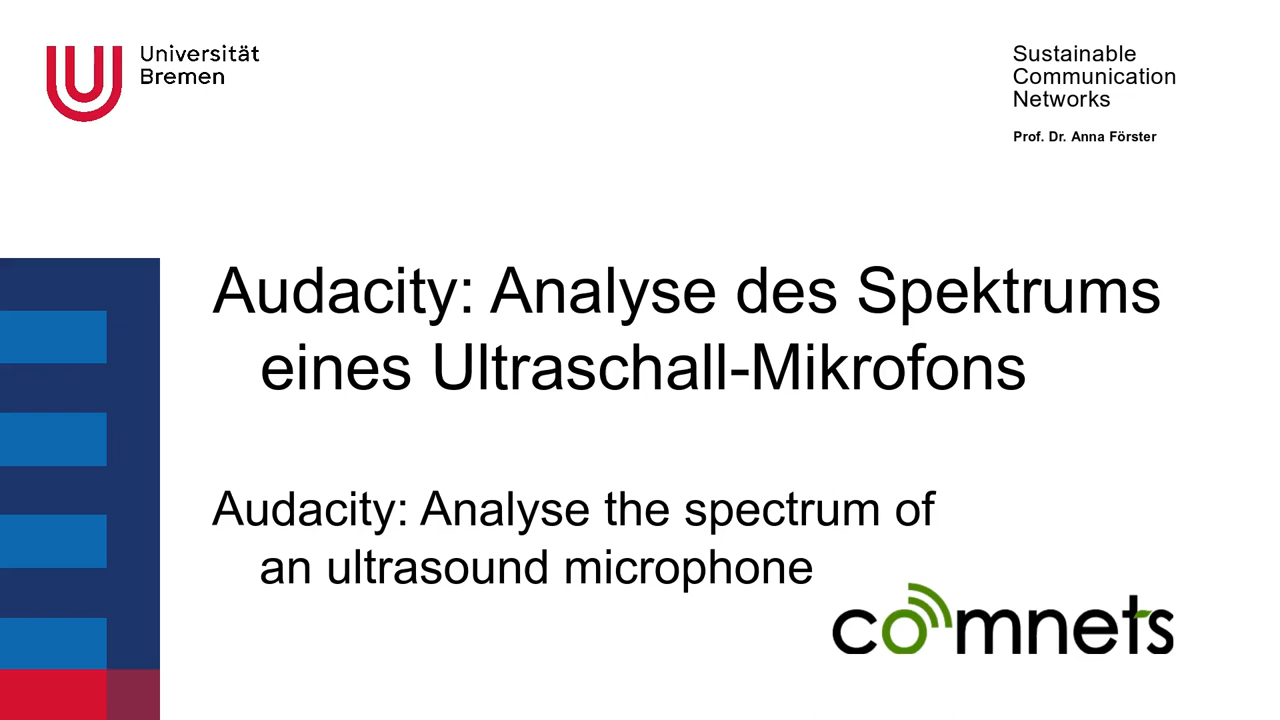 Universität
Bremen
Sustainable
Communication
Networks
Prof. Dr. Anna Förster
Audacity: Analyse des Spektrums
eines Ultraschall-Mikrofons
Audacity: Analyse the spectrum of
an ultrasound microphone
comnets